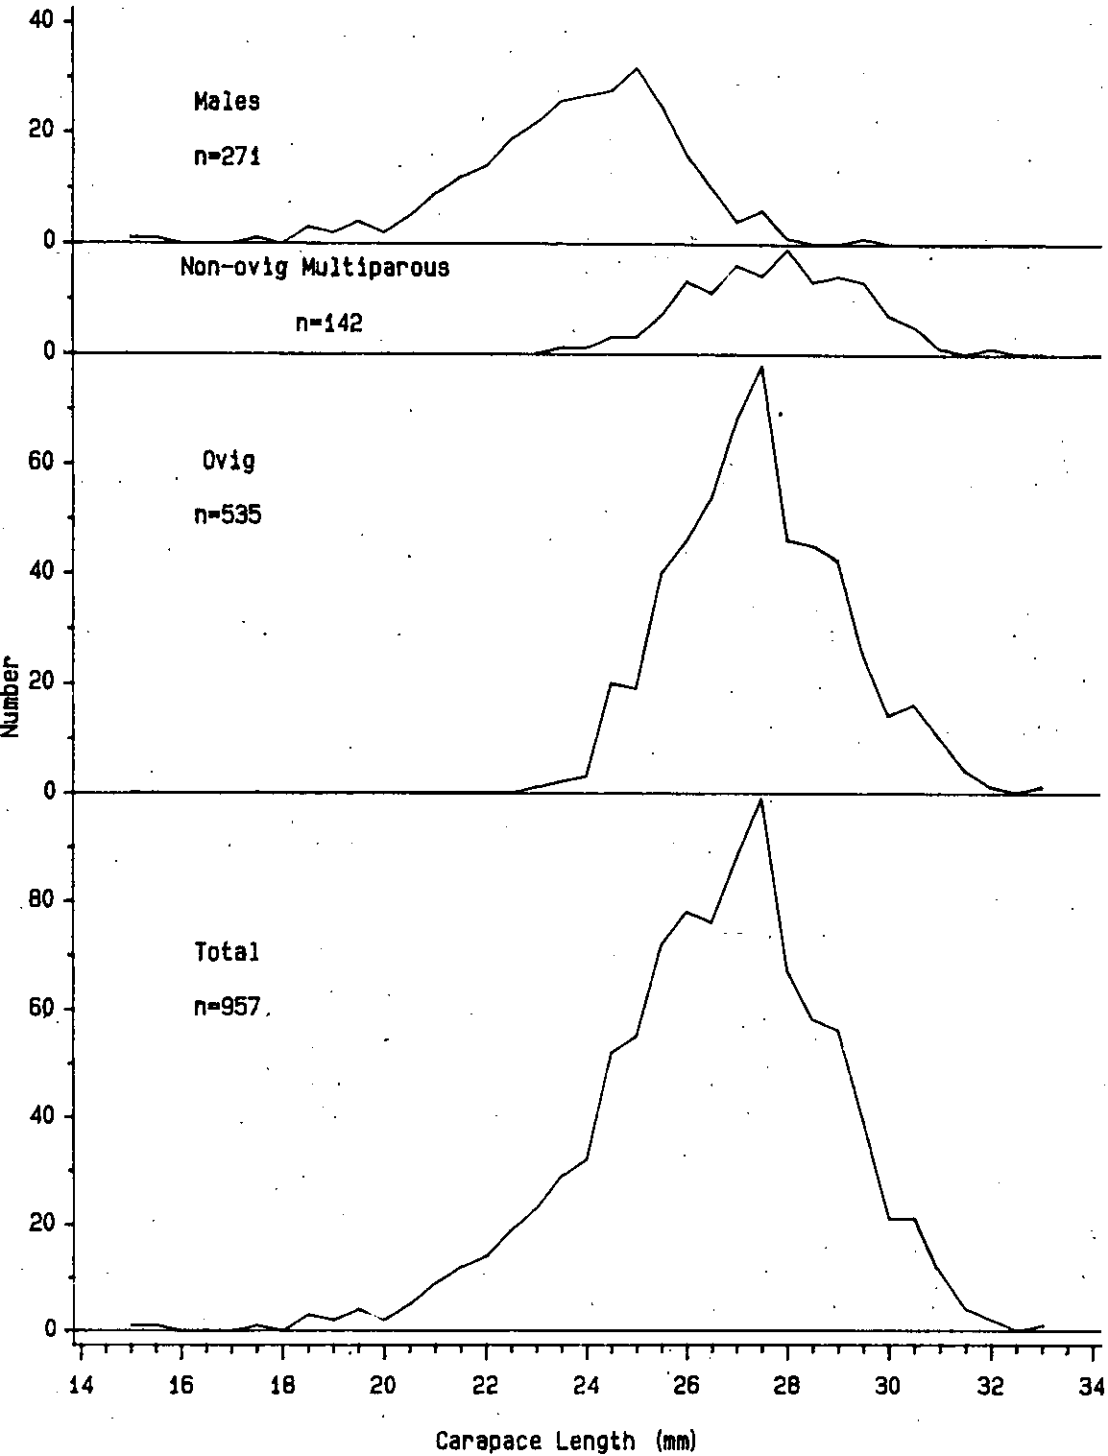 40
Males
20
n=271
0
Non-ovig Multiparous
n=142
0
60
Ovig
n=535
40
Number
20
0
80
Total
n=957
60
40
20
0
14 16 18 20 22 24 26 28 30 32 34
Carapace Length (mm)